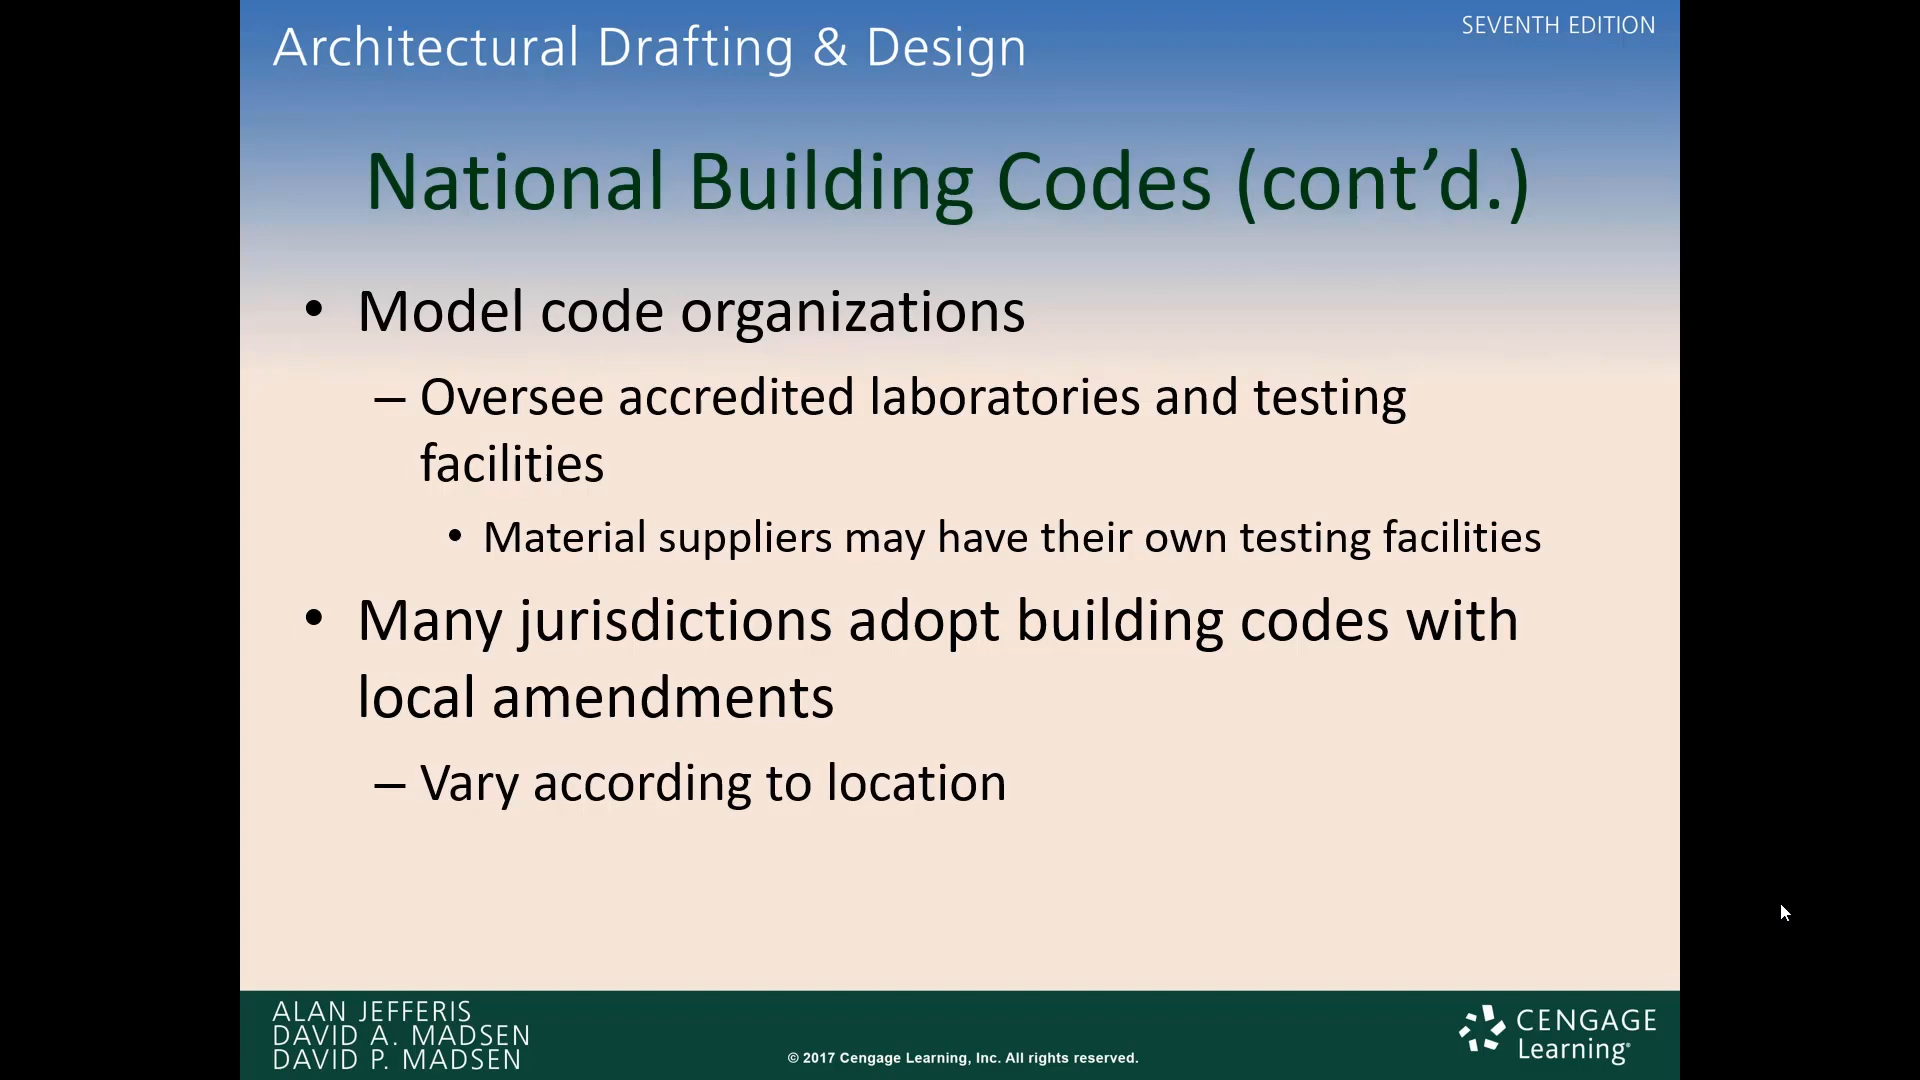 Architectural Drafting & Design
SEVENTH EDITION
National Building Codes (cont’d.)
• Model code organizations
– Oversee accredited laboratories and testing
facilities
• Material suppliers may have their own testing facilities
• Many jurisdictions adopt building codes with
local amendments
– Vary according to location
ALAN JEFFERIS
DAVID A. MADSEN
DAVID P. MADSEN
© 2017 Cengage Learning, Inc. All rights reserved.
CENGAGE
Learning®